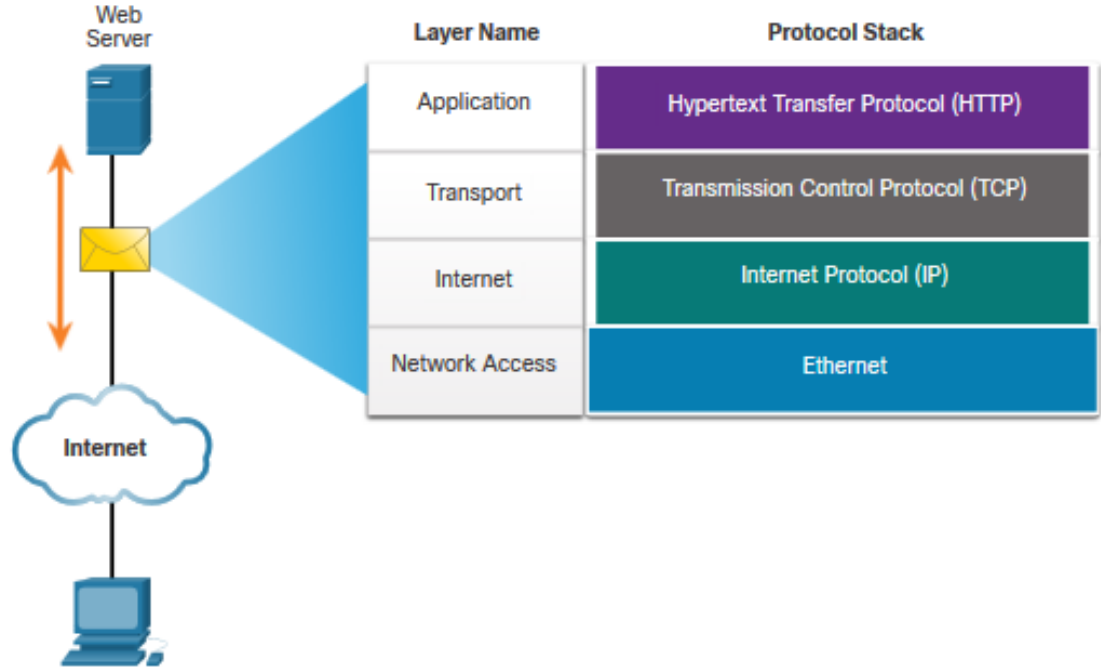 Web
Server
Layer Name
Protocol Stack
Application
Hypertext Transfer Protocol (HTTP)
Transport
Transmission Control Protocol (TCP)
Internet
Internet Protocol (IP)
Network Access
Ethernet
Internet